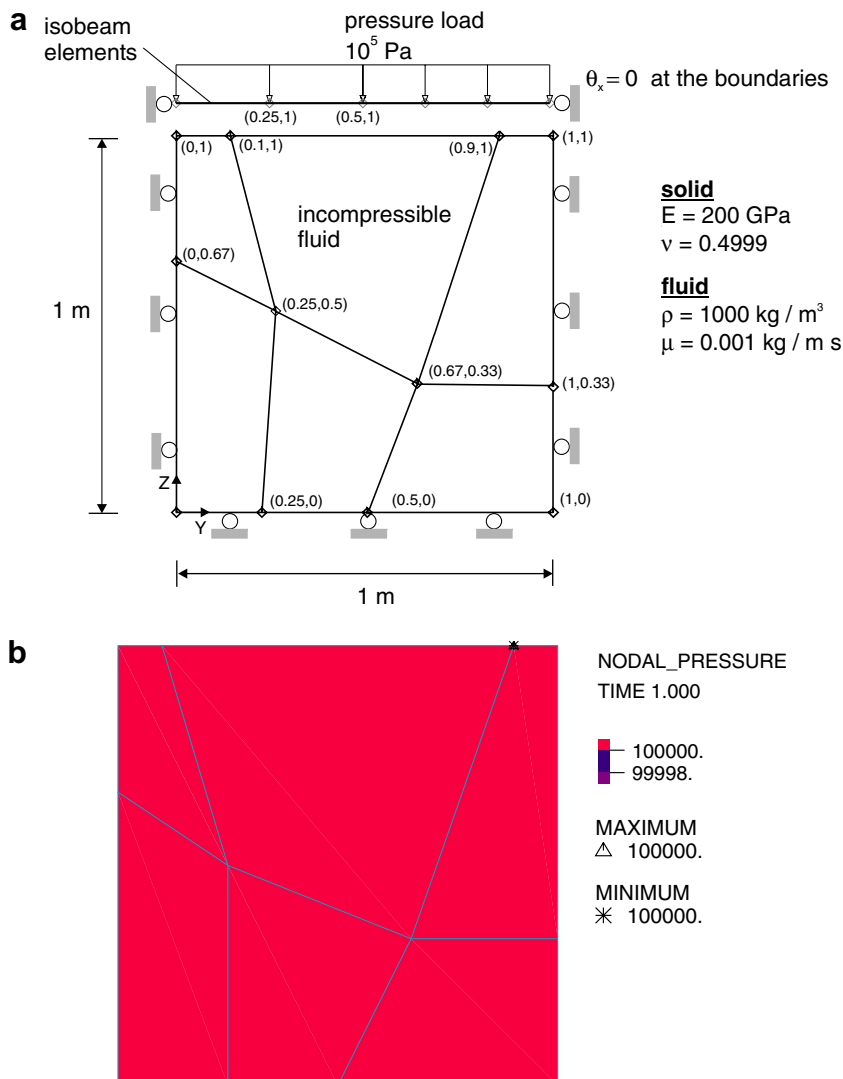 a
isobeam
elements
pressure load
10⁵ Pa
θₓ = 0 at the boundaries
(0.25,1)
(0.5,1)
(0,1)
(0.1,1)
(0.9,1)
(1,1)
incompressible
fluid
solid
E = 200 GPa
ν = 0.4999
(0,0.67)
fluid
ρ = 1000 kg / m³
μ = 0.001 kg / m s
1 m
(0.25,0.5)
(0.67,0.33)
(1,0.33)
Z
Y
(0.25,0)
(0.5,0)
(1,0)
1 m
b
NODAL_PRESSURE
TIME 1.000
100000.
99998.
MAXIMUM
100000.
MINIMUM
100000.